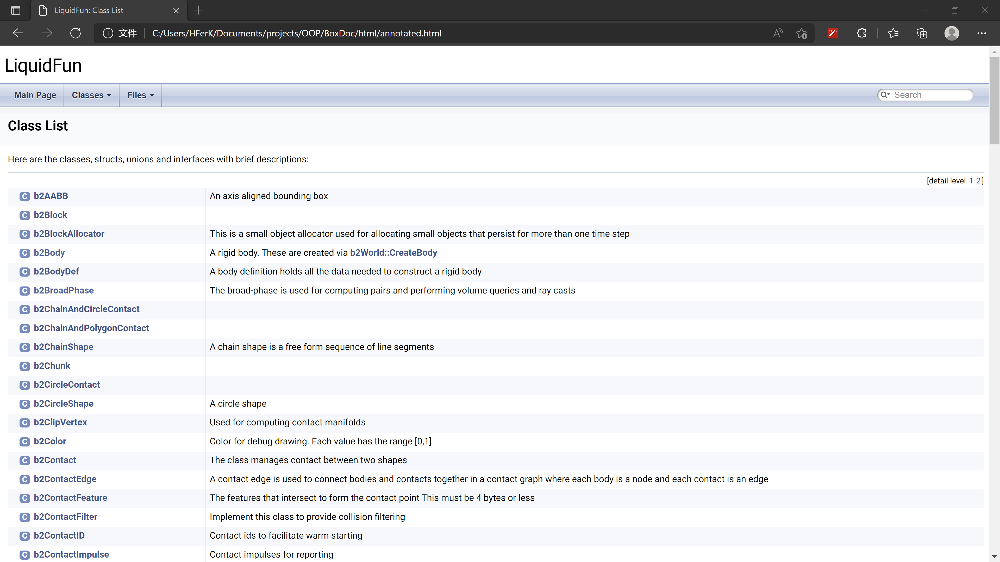 LiquidFun: Class List
文件 C:/Users/HFerK/Documents/projects/OOP/BoxDoc/html/annotated.html
LiquidFun
Main Page Classes Files Search
Class List
Here are the classes, structs, unions and interfaces with brief descriptions:
[detail level 1 2]
C b2AABB An axis aligned bounding box
C b2Block
C b2BlockAllocator This is a small object allocator used for allocating small objects that persist for more than one time step
C b2Body A rigid body. These are created via b2World::CreateBody
C b2BodyDef A body definition holds all the data needed to construct a rigid body
C b2BroadPhase The broad-phase is used for computing pairs and performing volume queries and ray casts
C b2ChainAndCircleContact
C b2ChainAndPolygonContact
C b2ChainShape A chain shape is a free form sequence of line segments
C b2Chunk
C b2CircleContact
C b2CircleShape A circle shape
C b2ClipVertex Used for computing contact manifolds
C b2Color Color for debug drawing. Each value has the range [0,1]
C b2Contact The class manages contact between two shapes
C b2ContactEdge A contact edge is used to connect bodies and contacts together in a contact graph where each body is a node and each contact is an edge
C b2ContactFeature The features that intersect to form the contact point This must be 4 bytes or less
C b2ContactFilter Implement this class to provide collision filtering
C b2ContactID Contact ids to facilitate warm starting
C b2ContactImpulse Contact impulses for reporting